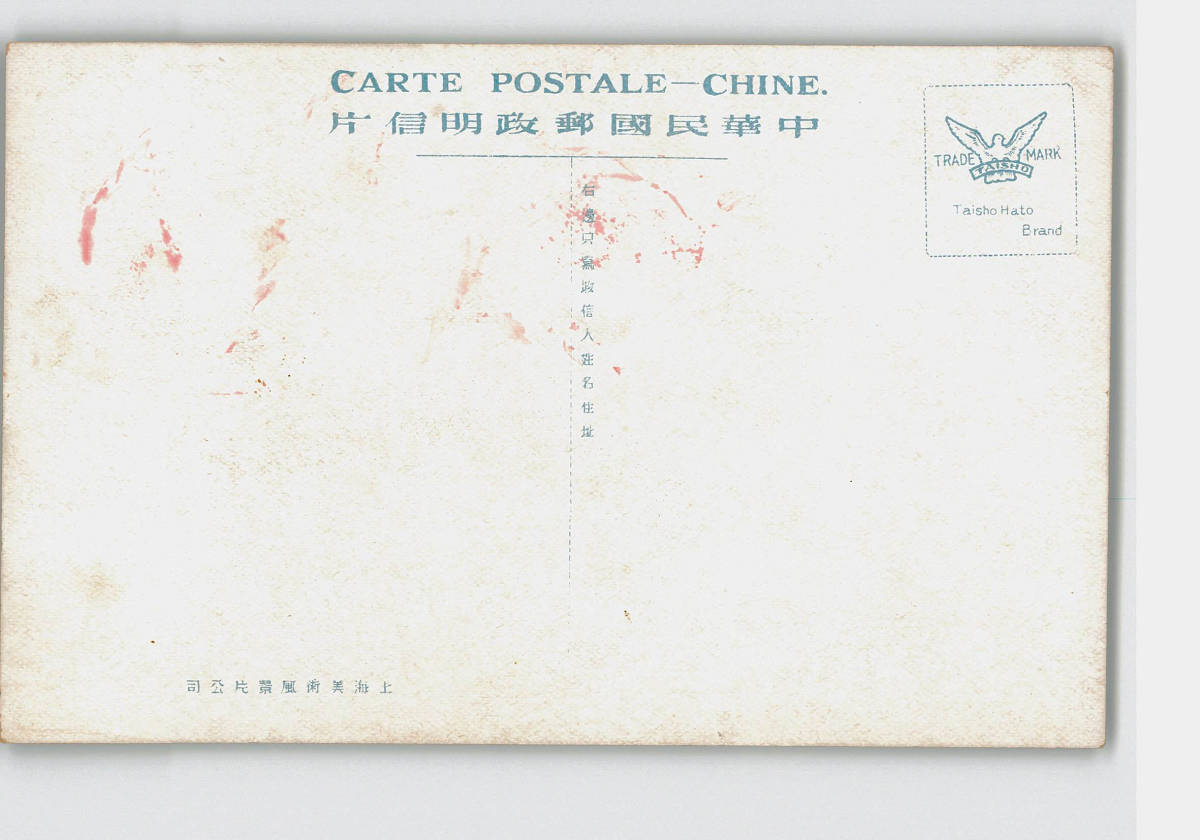 CARTE POSTALE—CHINE.
中華民國郵政明信片
TRADE MARK
TAISHO
Taisho Hato
Brand
右邊只寫收信人姓名住址
上海美術風景片公司